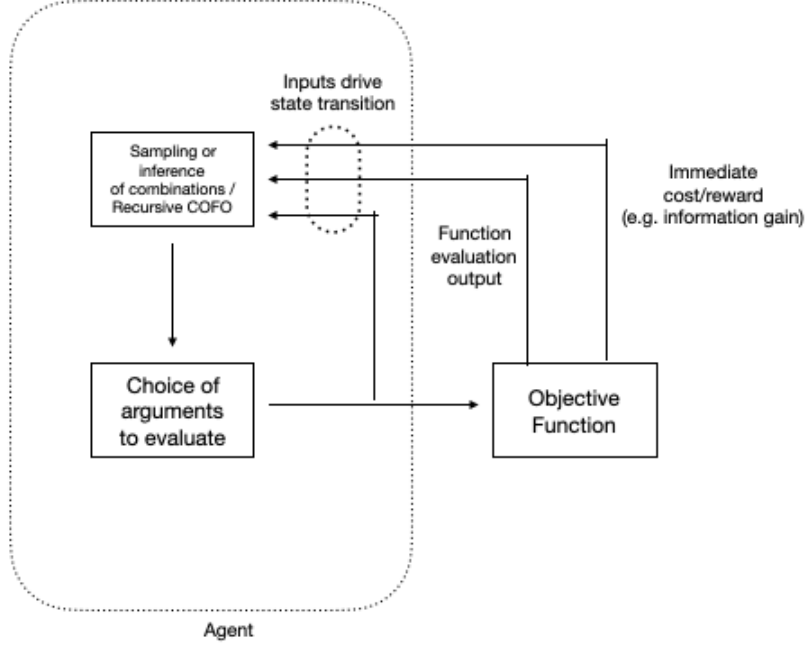 Inputs drive
state transition
Sampling or
inference
of combinations /
Recursive COFO
Immediate
cost/reward
(e.g. information gain)
Function
evaluation
output
Choice of
arguments
to evaluate
Objective
Function
Agent